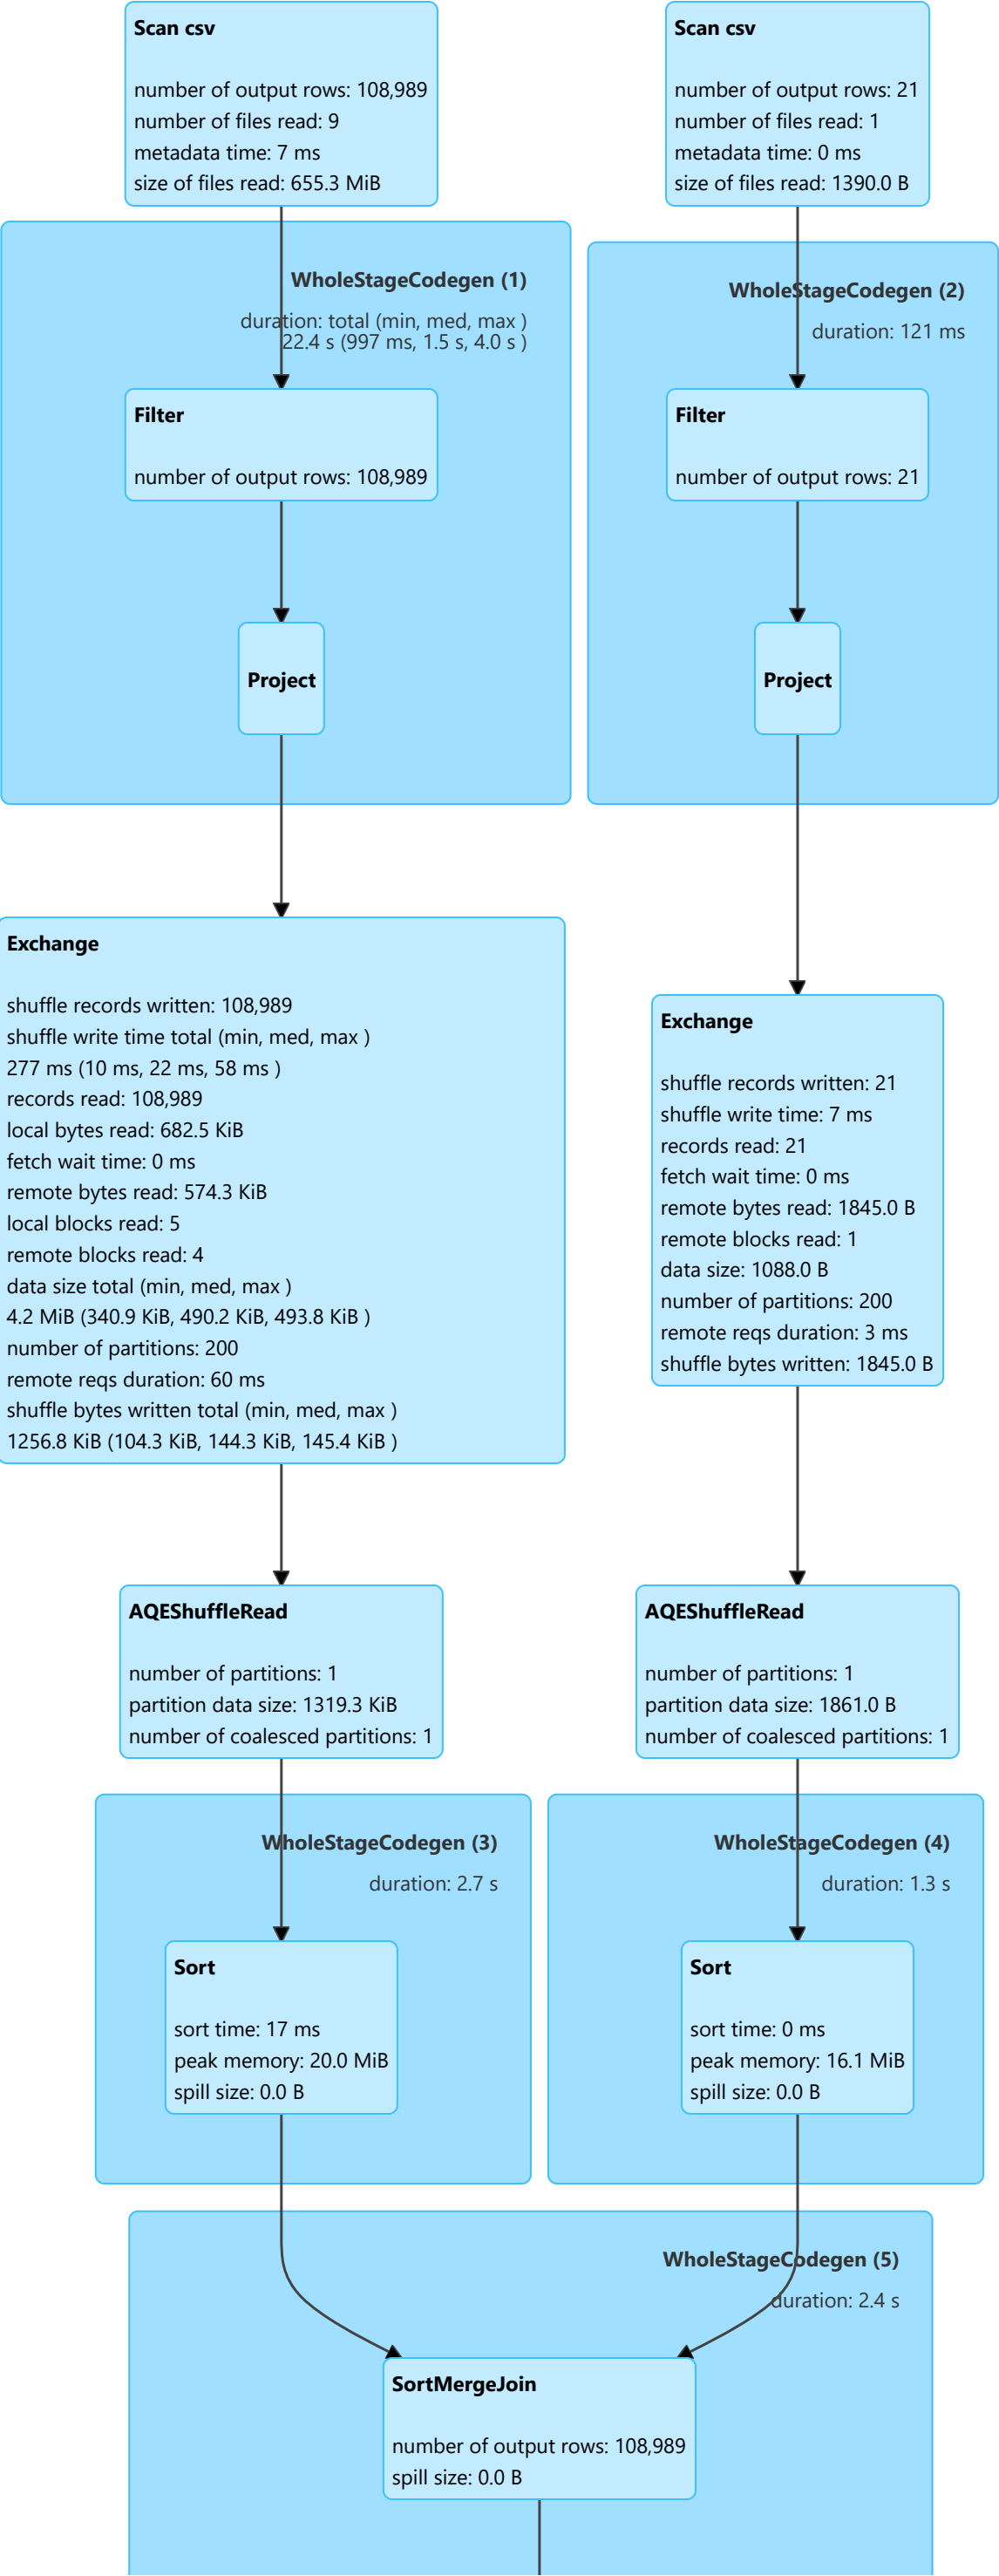 Scan csv
number of output rows: 108,989
number of files read: 9
metadata time: 7 ms
size of files read: 655.3 MiB
Scan csv
number of output rows: 21
number of files read: 1
metadata time: 0 ms
size of files read: 1390.0 B
WholeStageCodegen (1)
duration: total (min, med, max )
22.4 s (997 ms, 1.5 s, 4.0 s )
WholeStageCodegen (2)
duration: 121 ms
Filter
number of output rows: 108,989
Filter
number of output rows: 21
Project
Project
Exchange
shuffle records written: 108,989
shuffle write time total (min, med, max )
277 ms (10 ms, 22 ms, 58 ms )
records read: 108,989
local bytes read: 682.5 KiB
fetch wait time: 0 ms
remote bytes read: 574.3 KiB
local blocks read: 5
remote blocks read: 4
data size total (min, med, max )
4.2 MiB (340.9 KiB, 490.2 KiB, 493.8 KiB )
number of partitions: 200
remote reqs duration: 60 ms
shuffle bytes written total (min, med, max )
1256.8 KiB (104.3 KiB, 144.3 KiB, 145.4 KiB )
Exchange
shuffle records written: 21
shuffle write time: 7 ms
records read: 21
fetch wait time: 0 ms
remote bytes read: 1845.0 B
remote blocks read: 1
data size: 1088.0 B
number of partitions: 200
remote reqs duration: 3 ms
shuffle bytes written: 1845.0 B
AQEShuffleRead
number of partitions: 1
partition data size: 1319.3 KiB
number of coalesced partitions: 1
AQEShuffleRead
number of partitions: 1
partition data size: 1861.0 B
number of coalesced partitions: 1
WholeStageCodegen (3)
duration: 2.7 s
WholeStageCodegen (4)
duration: 1.3 s
Sort
sort time: 17 ms
peak memory: 20.0 MiB
spill size: 0.0 B
Sort
sort time: 0 ms
peak memory: 16.1 MiB
spill size: 0.0 B
WholeStageCodegen (5)
duration: 2.4 s
SortMergeJoin
number of output rows: 108,989
spill size: 0.0 B